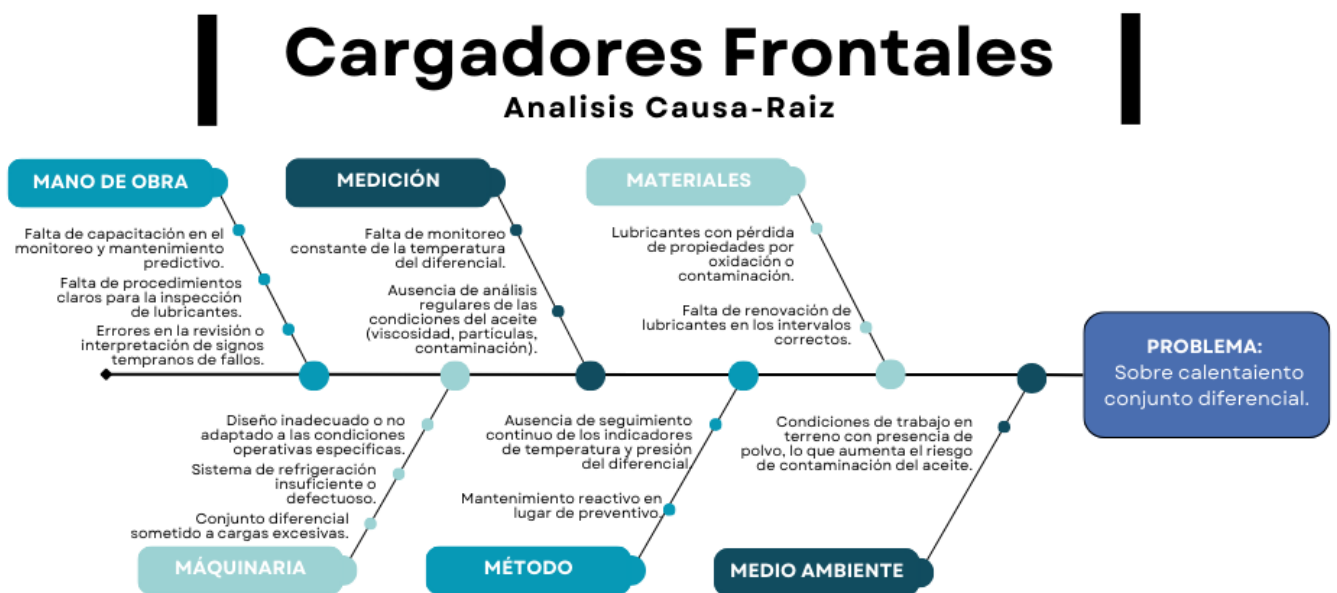 Cargadores Frontales
Analisis Causa-Raiz
MANO DE OBRA
Falta de capacitación en el
monitoreo y mantenimiento
predictivo.
Falta de procedimientos
claros para la inspección
de lubricantes.
Errores en la revisión o
interpretación de signos
tempranos de fallos.
MEDICIÓN
Falta de monitoreo
constante de la temperatura
del diferencial.
Ausencia de análisis
regulares de las
condiciones del aceite
(viscosidad, partículas,
contaminación).
MATERIALES
Lubricantes con pérdida
de propiedades por
oxidación o
contaminación.
Falta de renovación de
lubricantes en los intervalos
correctos.
PROBLEMA:
Sobre calentaiento
conjunto diferencial.
Diseño inadecuado o no
adaptado a las condiciones
operativas específicas.
Sistema de refrigeración
insuficiente o
defectuoso.
Conjunto diferencial
sometido a cargas excesivas.
MÁQUINARIA
Ausencia de seguimiento
continuo de los indicadores
de temperatura y presión
del diferencial.
Mantenimiento reactivo en
lugar de preventivo.
MÉTODO
Condiciones de trabajo en
terreno con presencia de
polvo, lo que aumenta el riesgo
de contaminación del aceite.
MEDIO AMBIENTE